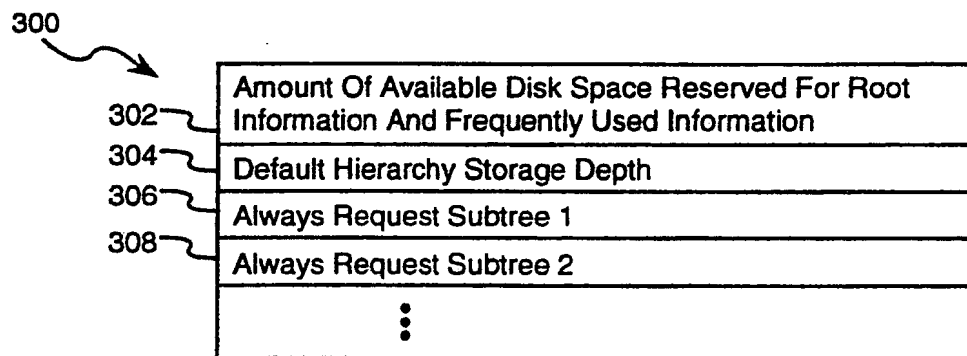 300
302
Amount Of Available Disk Space Reserved For Root
Information And Frequently Used Information
304
Default Hierarchy Storage Depth
306
Always Request Subtree 1
308
Always Request Subtree 2